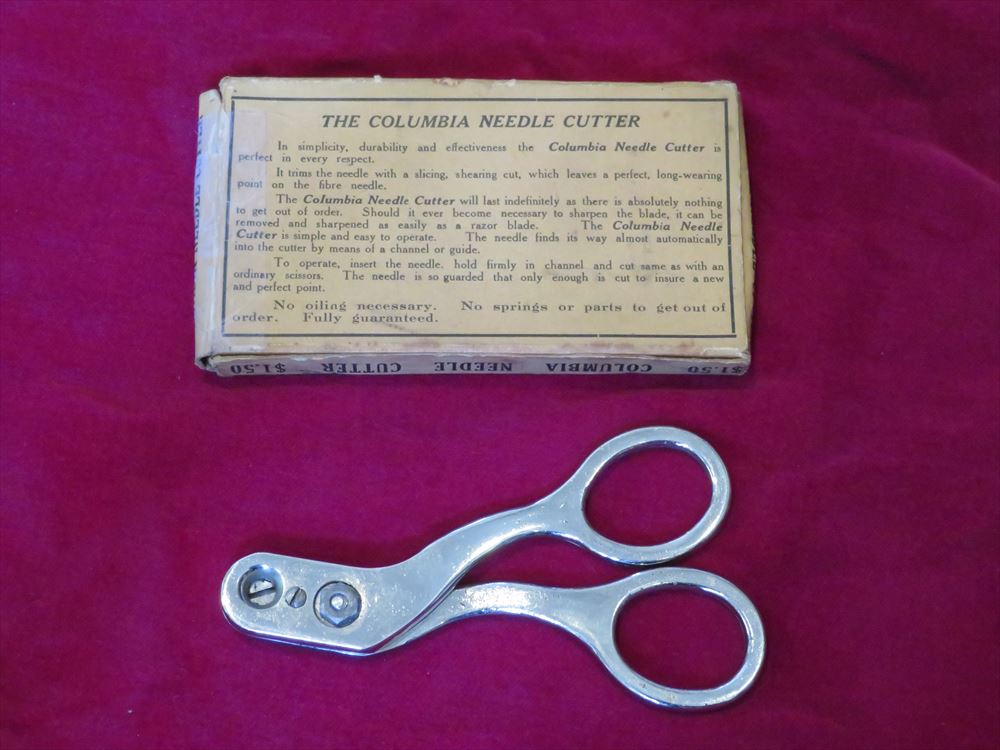 THE COLUMBIA NEEDLE CUTTER
In simplicity, durability and effectiveness the Columbia Needle Cutter is
perfect in every respect.
It trims the needle with a slicing, shearing cut, which leaves a perfect, long-wearing
point on the fibre needle.
The Columbia Needle Cutter will last indefinitely as there is absolutely nothing
to get out of order. Should it ever become necessary to sharpen the blade, it can be
removed and sharpened as easily as a razor blade. The Columbia Needle
Cutter is simple and easy to operate. The needle finds its way almost automatically
into the cutter by means of a channel or guide.
To operate, insert the needle. hold firmly in channel and cut same as with an
ordinary scissors. The needle is so guarded that only enough is cut to insure a new
and perfect point.
No oiling necessary. No springs or parts to get out of
order. Fully guaranteed.
$1.50 COLUMBIA NEEDLE CUTTER $1.50
NEEDLE CUTTER